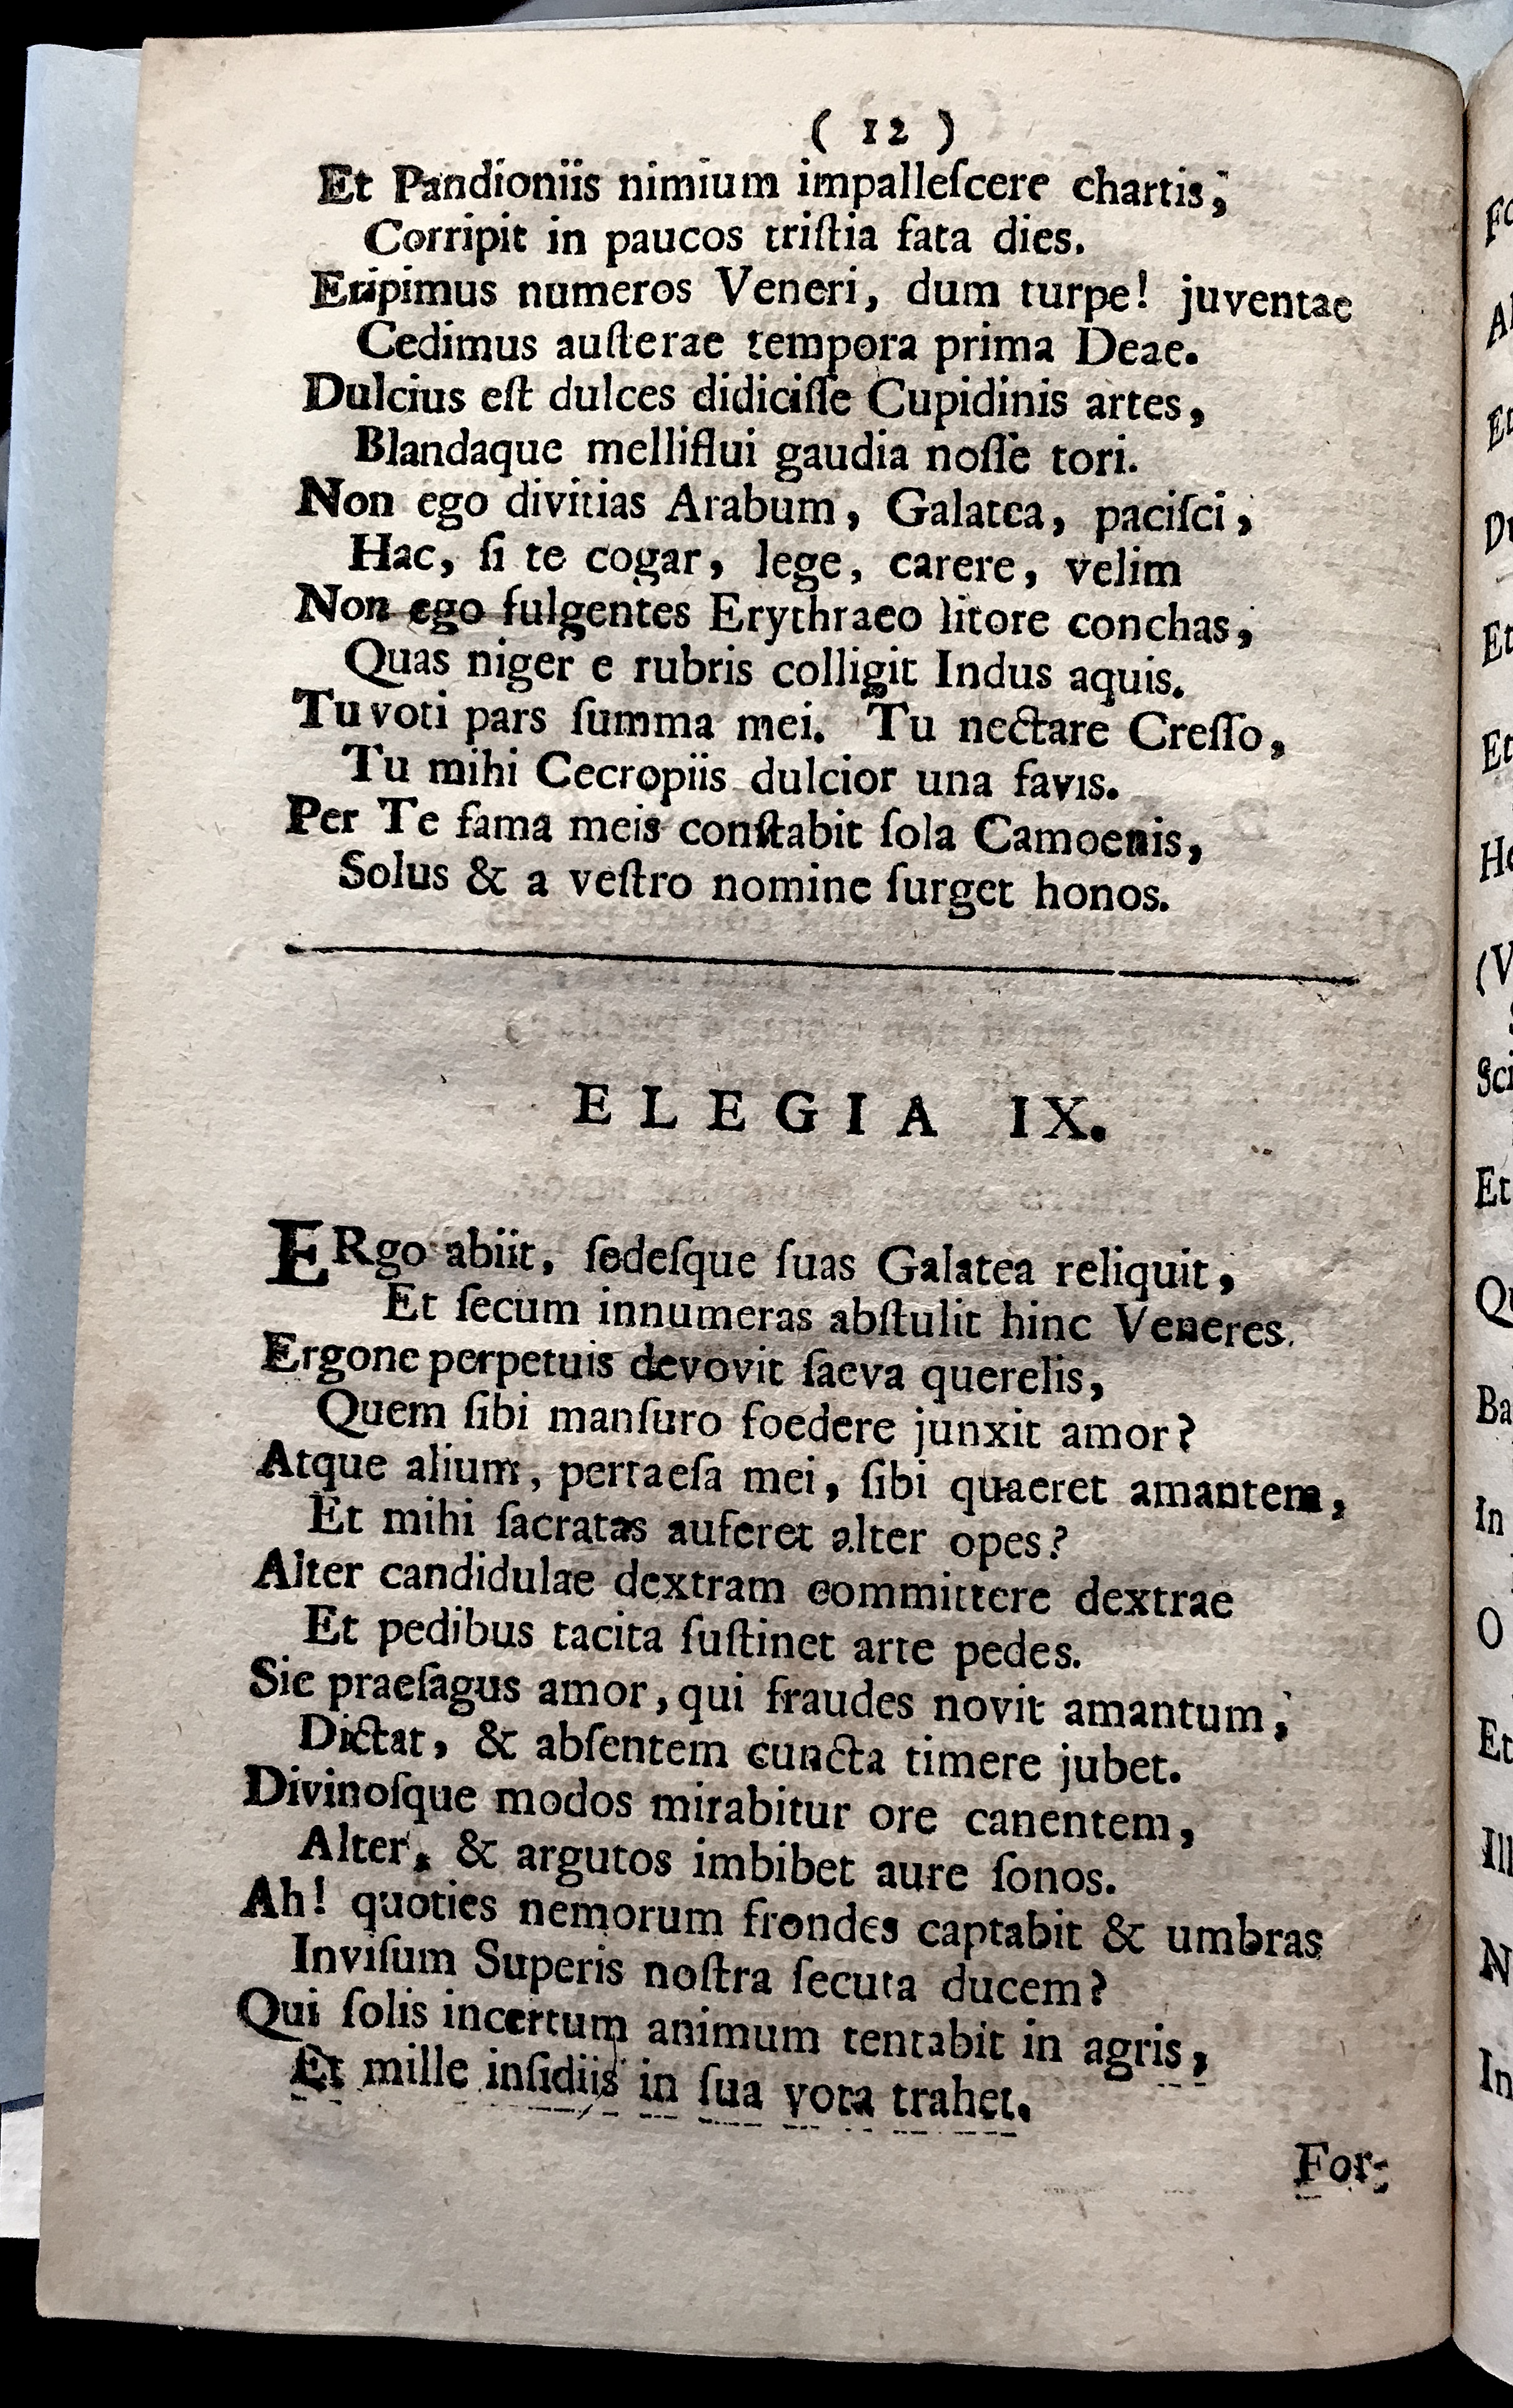 ( 12 )
Et Pandioniis nimium impalleſcere chartis,
Corripit in paucos triſtia fata dies.
Eripimus numeros Veneri, dum turpe! juventae
Cedimus auſterae tempora prima Deae.
Dulcius eſt dulces didiciſſe Cupidinis artes,
Blandaque melliflui gaudia noſſe tori.
Non ego divitias Arabum, Galatea, paciſci,
Hac, ſi te cogar, lege, carere, velim
Non ego fulgentes Erythraeo litore conchas,
Quas niger e rubris colligit Indus aquis.
Tu voti pars ſumma mei. Tu nectare Creſſo,
Tu mihi Cecropiis dulcior una favis.
Per Te fama meis conſtabit ſola Camoenis,
Solus & a veſtro nomine ſurget honos.
ELEGIA IX.
ERgo abiit, ſedeſque ſuas Galatea reliquit,
Et ſecum innumeras abſtulit hinc Veneres.
Ergone perpetuis devovit ſaeva querelis,
Quem ſibi manſuro foedere junxit amor?
Atque alium, pertaeſa mei, ſibi quaeret amantem,
Et mihi ſacratas auferet alter opes?
Alter candidulae dextram committere dextrae
Et pedibus tacita ſuſtinet arte pedes.
Sic praeſagus amor, qui fraudes novit amantum,
Dictat, & abſentem cuncta timere jubet.
Divinoſque modos mirabitur ore canentem,
Alter, & argutos imbibet aure ſonos.
Ah! quoties nemorum frondes captabit & umbras
Inviſum Superis noſtra ſecuta ducem?
Qui ſolis incertum animum tentabit in agris,
Et mille inſidiis in ſua vota trahet.
For-